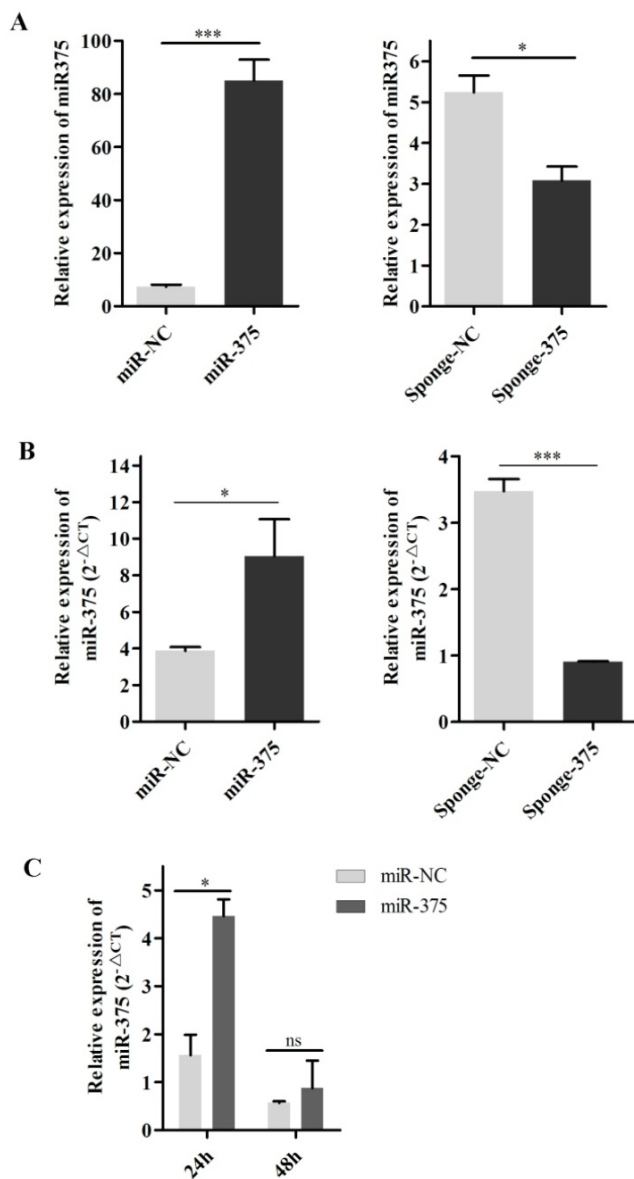 A
Relative expression of miR375
100
80
60
40
20
0
***
miR-NC
miR-375
Relative expression of miR375
6
5
4
3
2
1
0
*
Sponge-NC
Sponge-375
B
Relative expression of
miR-375 (2^-△CT)
14
12
10
8
6
4
2
0
*
miR-NC
miR-375
Relative expression of
miR-375 (2^-△CT)
4
3
1
0
***
Sponge-NC
Sponge-375
C
Relative expression of
miR-375 (2^-△CT)
5
4
2
1
0
*
ns
24h
48h
miR-NC
miR-375